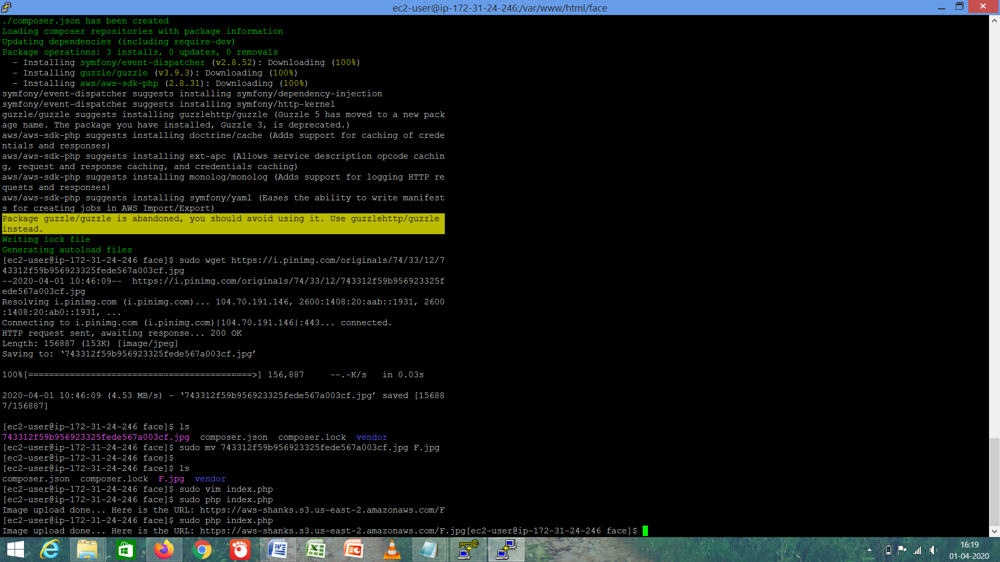 ec2-user@ip-172-31-24-246:/var/www/html/face
./composer.json has been created
Loading composer repositories with package information
Updating dependencies (including require-dev)
Package operations: 3 installs, 0 updates, 0 removals
  - Installing symfony/event-dispatcher (v2.8.52): Downloading (100%)
  - Installing guzzle/guzzle (v3.9.3): Downloading (100%)
  - Installing aws/aws-sdk-php (2.8.31): Downloading (100%)
symfony/event-dispatcher suggests installing symfony/dependency-injection
symfony/event-dispatcher suggests installing symfony/http-kernel
guzzle/guzzle suggests installing guzzlehttp/guzzle (Guzzle 5 has moved to a new pack
age name. The package you have installed, Guzzle 3, is deprecated.)
aws/aws-sdk-php suggests installing doctrine/cache (Adds support for caching of crede
ntials and responses)
aws/aws-sdk-php suggests installing ext-apc (Allows service description opcode cachin
g, request and response caching, and credentials caching)
aws/aws-sdk-php suggests installing monolog/monolog (Adds support for logging HTTP re
quests and responses)
aws/aws-sdk-php suggests installing symfony/yaml (Eases the ability to write manifest
s for creating jobs in AWS Import/Export)
Package guzzle/guzzle is abandoned, you should avoid using it. Use guzzlehttp/guzzle
instead.
Writing lock file
Generating autoload files
[ec2-user@ip-172-31-24-246 face]$ sudo wget https://i.pinimg.com/originals/74/33/12/7
43312f59b956923325fede567a003cf.jpg
--2020-04-01 10:46:09--  https://i.pinimg.com/originals/74/33/12/743312f59b956923325f
ede567a003cf.jpg
Resolving i.pinimg.com (i.pinimg.com)... 104.70.191.146, 2600:1408:20:aab::1931, 2600
:1408:20:ab0::1931, ...
Connecting to i.pinimg.com (i.pinimg.com)|104.70.191.146|:443... connected.
HTTP request sent, awaiting response... 200 OK
Length: 156887 (153K) [image/jpeg]
Saving to: ‘743312f59b956923325fede567a003cf.jpg’
100%[===========================================>] 156,887     --.-K/s   in 0.03s
2020-04-01 10:46:09 (4.53 MB/s) - ‘743312f59b956923325fede567a003cf.jpg’ saved [15688
7/156887]
[ec2-user@ip-172-31-24-246 face]$ ls
743312f59b956923325fede567a003cf.jpg  composer.json  composer.lock  vendor
[ec2-user@ip-172-31-24-246 face]$ sudo mv 743312f59b956923325fede567a003cf.jpg F.jpg
[ec2-user@ip-172-31-24-246 face]$
[ec2-user@ip-172-31-24-246 face]$ ls
composer.json  composer.lock  F.jpg  vendor
[ec2-user@ip-172-31-24-246 face]$ sudo vim index.php
[ec2-user@ip-172-31-24-246 face]$ sudo php index.php
Image upload done... Here is the URL: https://aws-shanks.s3.us-east-2.amazonaws.com/F
[ec2-user@ip-172-31-24-246 face]$ sudo php index.php
Image upload done... Here is the URL: https://aws-shanks.s3.us-east-2.amazonaws.com/F.jpg[ec2-user@ip-172-31-24-246 face]$
16:19
01-04-2020